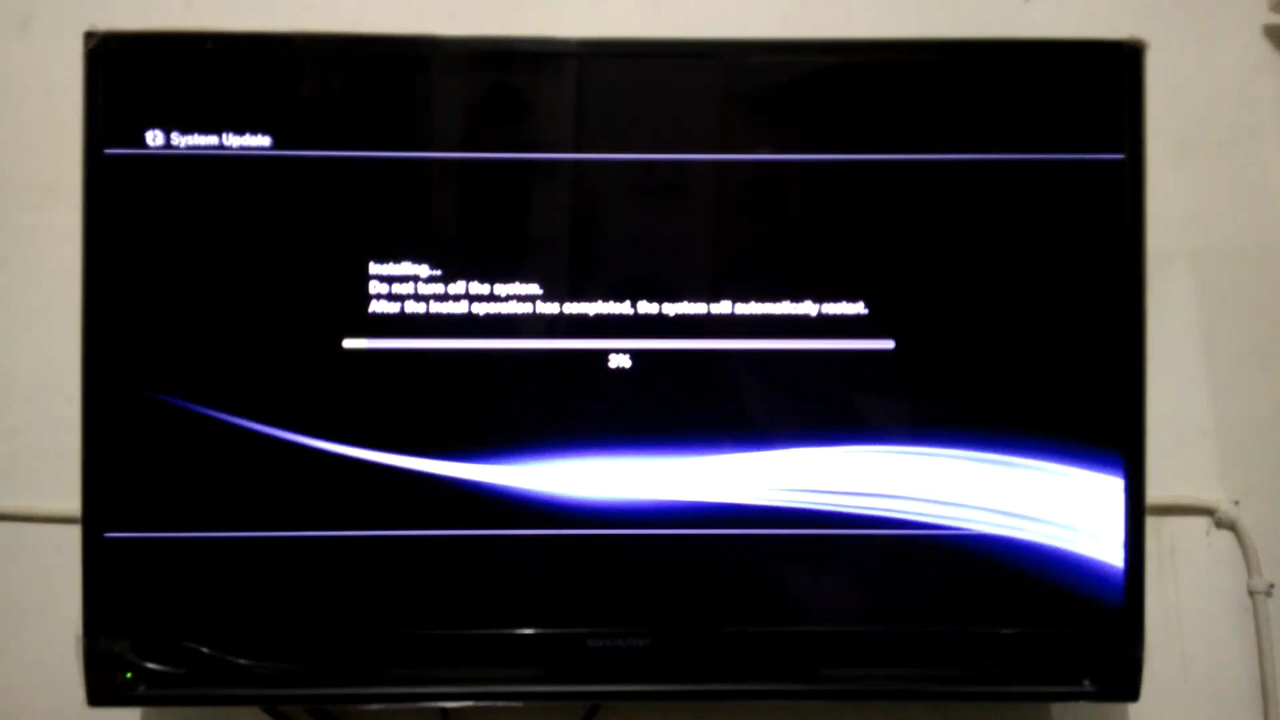 System Update
Installing...
Do not turn off the system.
After the install operation has completed, the system will automatically restart.
3%
SHARP